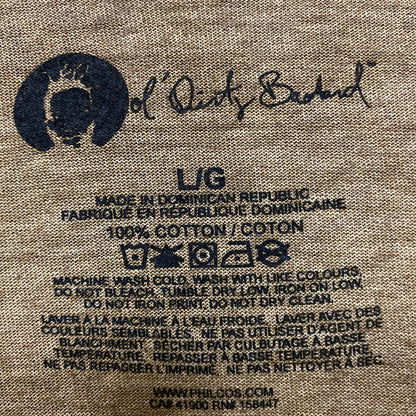 ol' Dirty Bastard
L/G
MADE IN DOMINICAN REPUBLIC
FABRIQUÉ EN RÉPUBLIQUE DOMINICAINE
100% COTTON / COTON
MACHINE WASH COLD. WASH WITH LIKE COLOURS.
DO NOT BLEACH. TUMBLE DRY LOW. IRON ON LOW.
DO NOT IRON PRINT. DO NOT DRY CLEAN.
LAVER À LA MACHINE À L'EAU FROIDE. LAVER AVEC DES
COULEURS SEMBLABLES. NE PAS UTILISER D'AGENT DE
BLANCHIMENT. SÉCHER PAR CULBUTAGE À BASSE
TEMPÉRATURE. REPASSER À BASSE TEMPÉRATURE.
NE PAS REPASSER L'IMPRIMÉ. NE PAS NETTOYER À SEC.
WWW.PHILCOS.COM
CA# 41900 RN# 158447